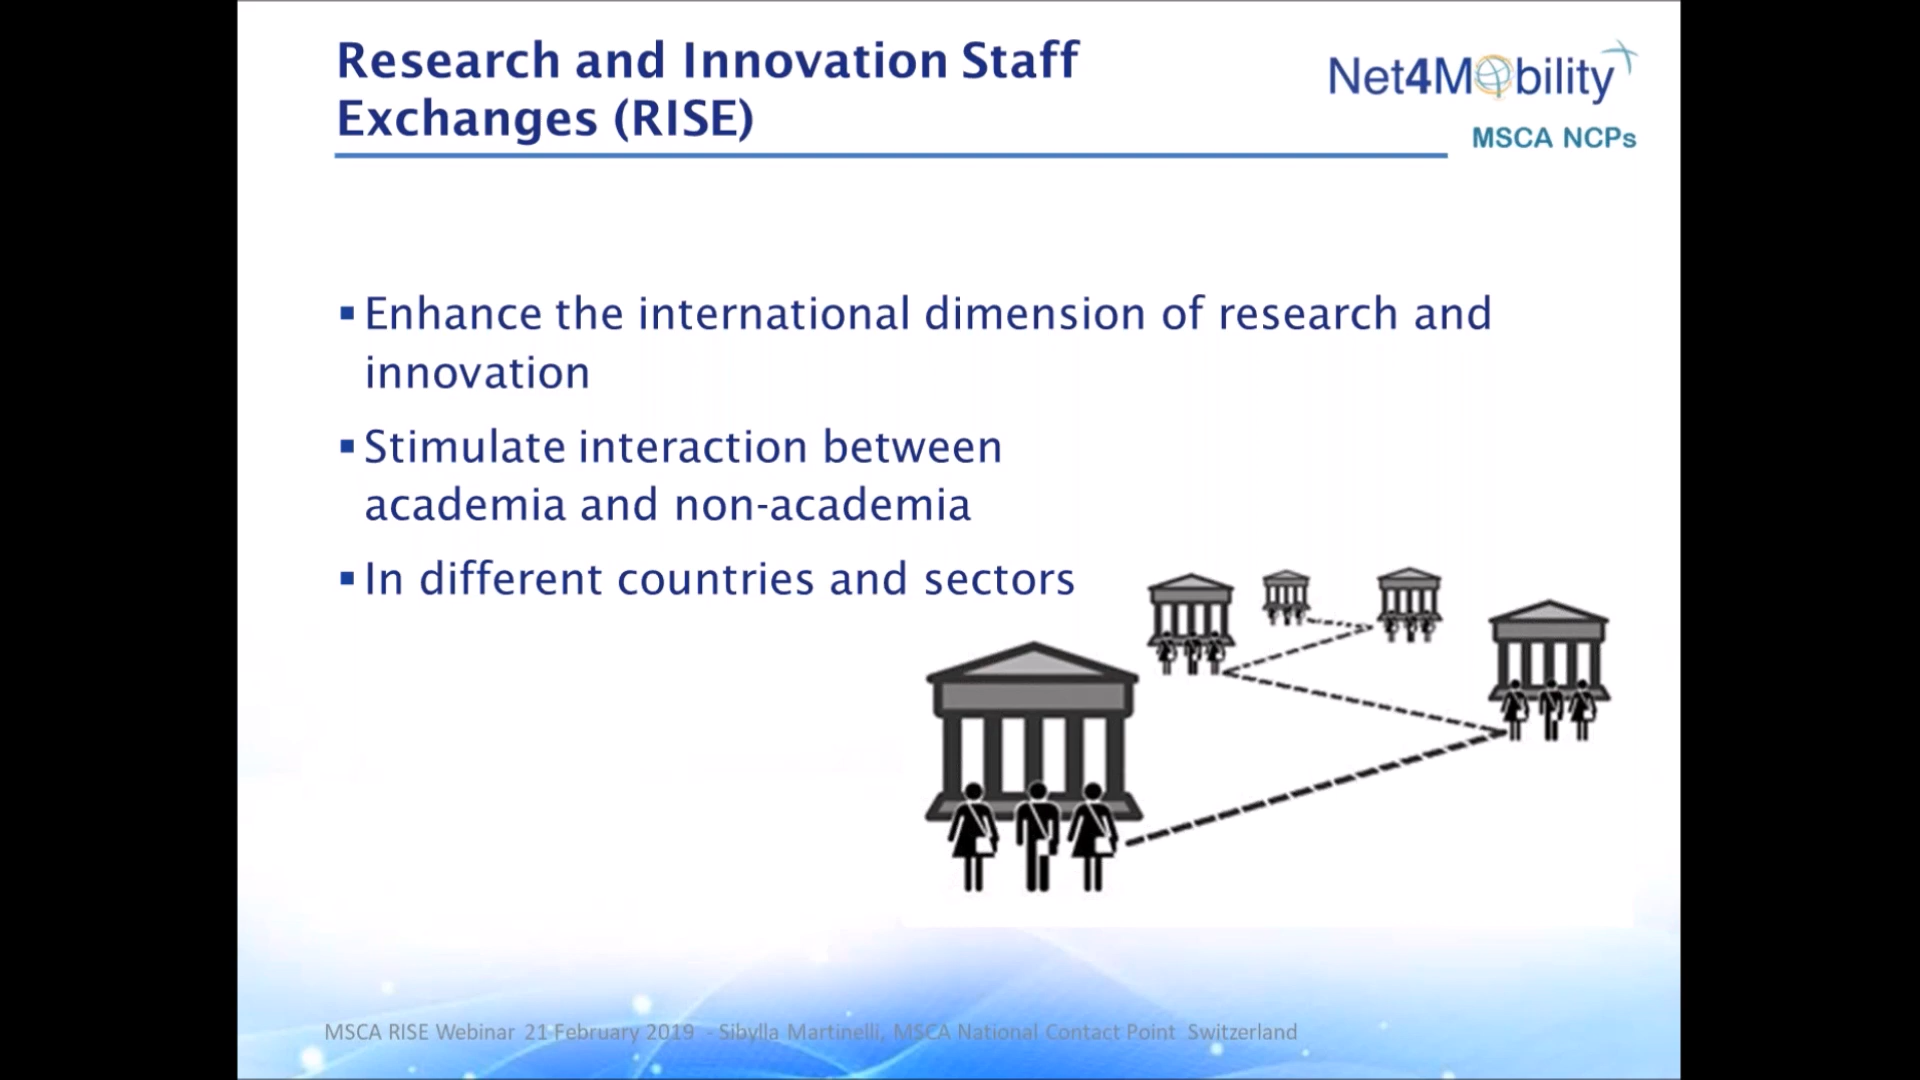 Research and Innovation Staff
Exchanges (RISE)
Net4Mobility
MSCA NCPs
▪ Enhance the international dimension of research and
innovation
▪ Stimulate interaction between
academia and non-academia
▪ In different countries and sectors
MSCA RISE Webinar 21 February 2019 - Sibylla Martinelli, MSCA National Contact Point Switzerland